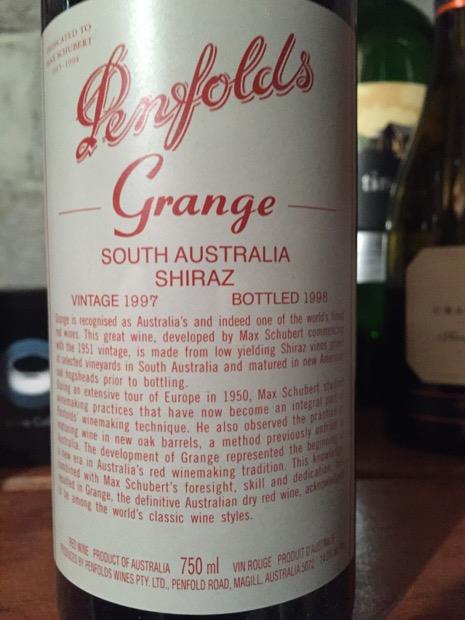 DEDICATED TO
MAX SCHUBERT
1915-1994
Penfolds
Grange
SOUTH AUSTRALIA
SHIRAZ
VINTAGE 1997 BOTTLED 1998
Grange is recognised as Australia's and indeed one of the world's finest
red wines. This great wine, developed by Max Schubert commencing
with the 1951 vintage, is made from low yielding Shiraz vines grown
at selected vineyards in South Australia and matured in new American
oak hogsheads prior to bottling.
During an extensive tour of Europe in 1950, Max Schubert studied
winemaking practices that have now become an integral part of
Penfolds' winemaking technique. He also observed the practice of
maturing wine in new oak barrels, a method previously untried in
Australia. The development of Grange represented the beginning of
a new era in Australia's red winemaking tradition. This knowledge
combined with Max Schubert's foresight, skill and dedication,
resulted in Grange, the definitive Australian dry red wine, acknowledged
to be among the world's classic wine styles.
RED WINE PRODUCT OF AUSTRALIA 750 ml VIN ROUGE PRODUIT D'AUSTRALIE
PRODUCED BY PENFOLDS WINES PTY. LTD., PENFOLD ROAD, MAGILL, AUSTRALIA 5072